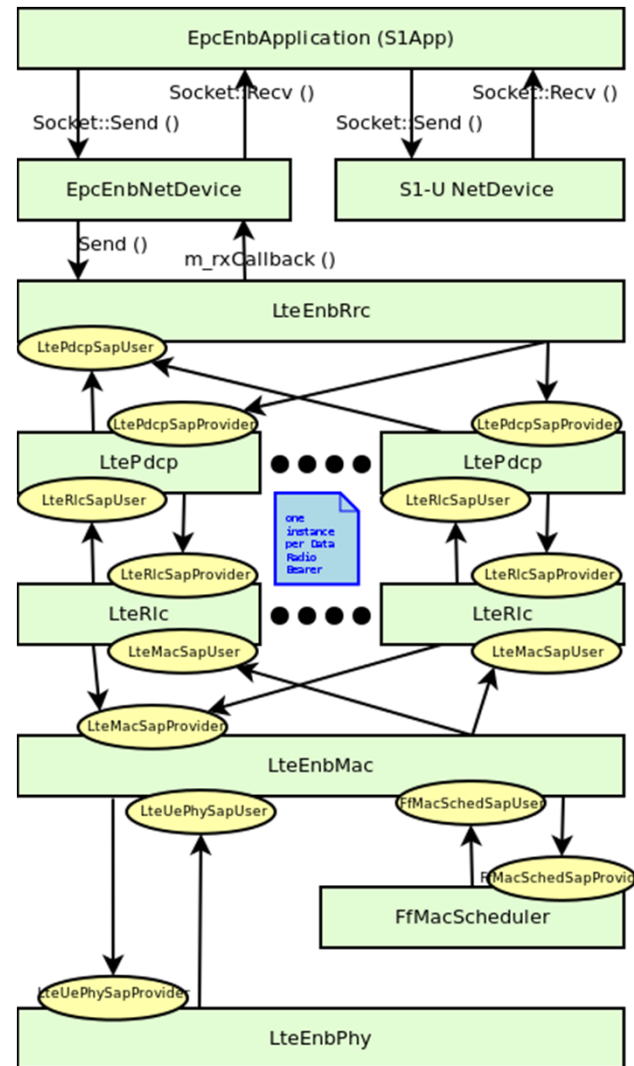 EpcEnbApplication (S1App)
Socket::Recv ()
Socket::Recv ()
Socket::Send ()
Socket::Send ()
EpcEnbNetDevice
S1-U NetDevice
Send ()
m_rxCallback ()
LteEnbRrc
LtePdcpSapUser
LtePdcpSapProvider
LtePdcpSapProvider
LtePdcp
LtePdcp
LteRlcSapUser
LteRlcSapUser
one
instance
per Data
Radio
Bearer
LteRlcSapProvider
LteRlcSapProvider
LteRlc
LteRlc
LteMacSapUser
LteMacSapUser
LteMacSapProvider
LteEnbMac
LteUePhySapUser
FfMacSchedSapUser
FfMacSchedSapProvid
FfMacScheduler
LteUePhySapProvider
LteEnbPhy